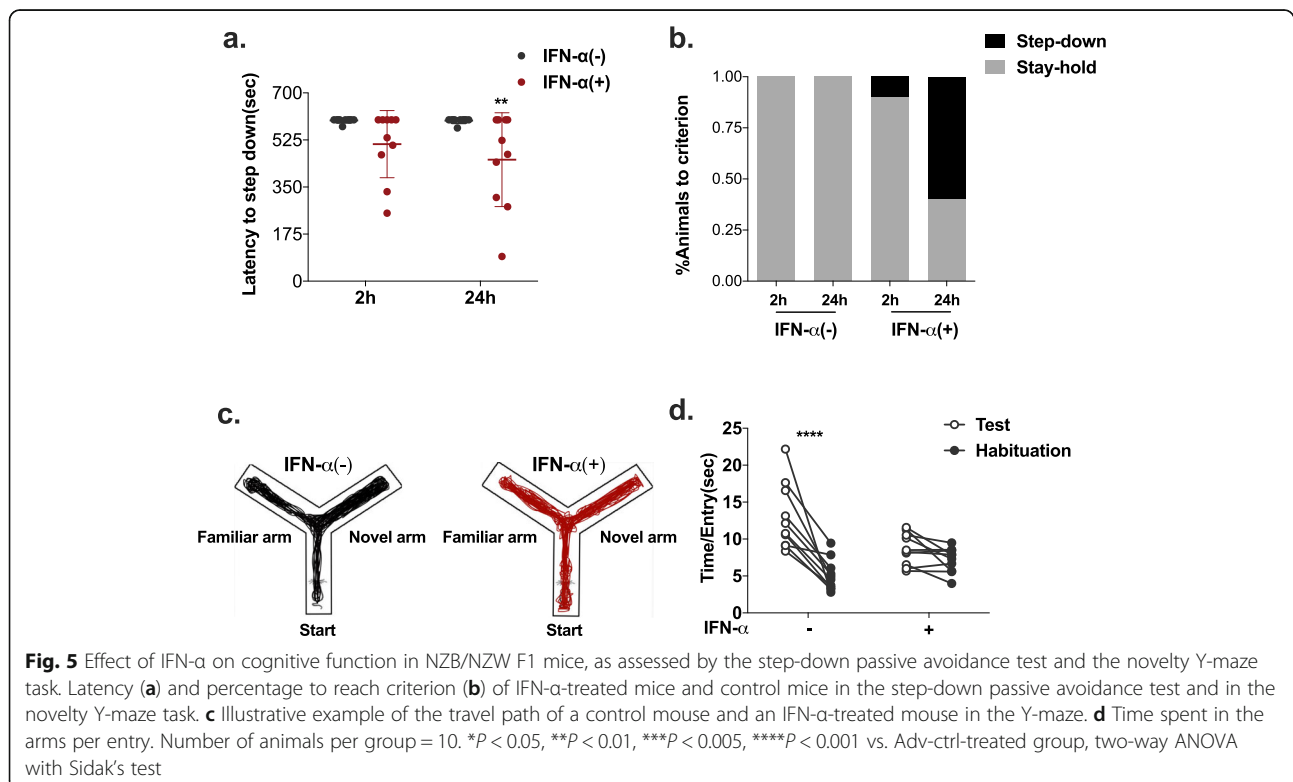 a.
IFN-α(-)
IFN-α(+)
Latency to step down(sec)
700
525
350
175
0
**
2h
24h
b.
Step-down
Stay-hold
%Animals to criterion
1.00
0.75
0.50
0.25
0.00
2h 24h 2h 24h
IFN-α(-) IFN-α(+)
c.
IFN-α(-)
Familiar arm Novel arm
Start
IFN-α(+)
Familiar arm Novel arm
Start
d.
Test
Habituation
Time/Entry(sec)
25
20
15
10
5
0
****
IFN-α - +
Fig. 5 Effect of IFN-α on cognitive function in NZB/NZW F1 mice, as assessed by the step-down passive avoidance test and the novelty Y-maze
task. Latency (a) and percentage to reach criterion (b) of IFN-α-treated mice and control mice in the step-down passive avoidance test and in the
novelty Y-maze task. c Illustrative example of the travel path of a control mouse and an IFN-α-treated mouse in the Y-maze. d Time spent in the
arms per entry. Number of animals per group = 10. *P < 0.05, **P < 0.01, ***P < 0.005, ****P < 0.001 vs. Adv-ctrl-treated group, two-way ANOVA
with Sidak's test